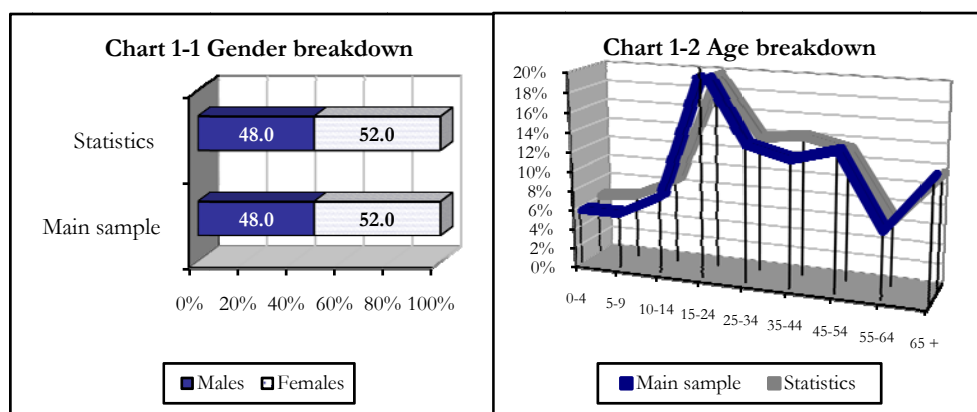 Chart 1-1 Gender breakdown
Statistics
48.0 52.0
Main sample
48.0 52.0
0% 20% 40% 60% 80% 100%
Males Females
Chart 1-2 Age breakdown
20%
18%
16%
14%
12%
10%
8%
6%
4%
2%
0%
0-4 5-9 10-14 15-24 25-34 35-44 45-54 55-64 65 +
Main sample Statistics